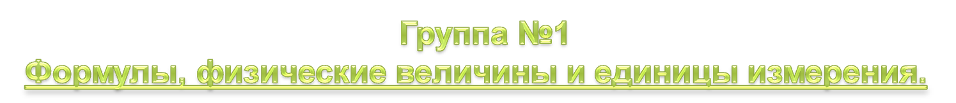 Группа №1
Формулы, физические величины и единицы измерения.